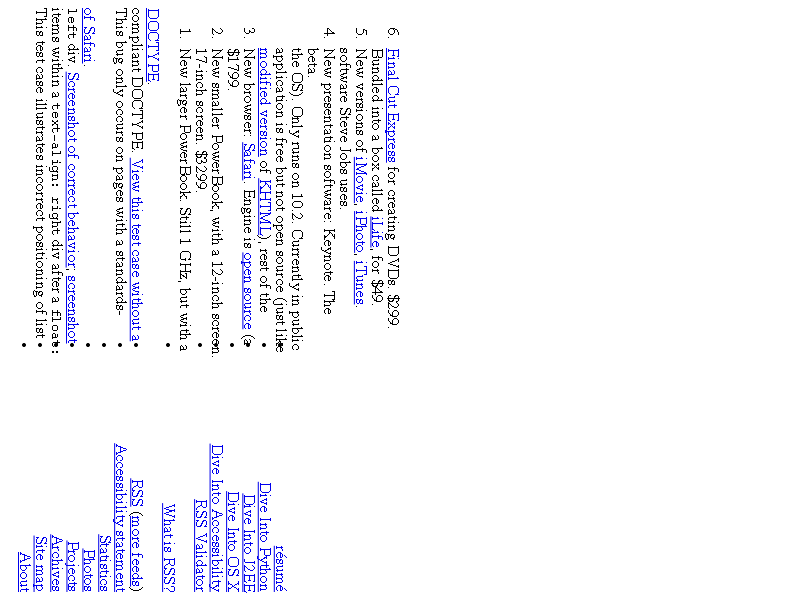 This test case illustrates incorrect positioning of list
items within a text-align: right div after a float:
left div. Screenshot of correct behavior, screenshot
of Safari.
This bug only occurs on pages with a standards-
compliant DOCTYPE. View this test case without a
DOCTYPE.
1. New larger PowerBook. Still 1 GHz, but with a
17-inch screen. $3299.
2. New smaller PowerBook, with a 12-inch screen.
$1799.
3. New browser: Safari. Engine is open source (a
modified version of KHTML), rest of the
application is free but not open source (just like
the OS). Only runs on 10.2. Currently in public
beta.
4. New presentation software: Keynote. The
software Steve Jobs uses.
5. New versions of iMovie, iPhoto, iTunes.
Bundled into a box called iLife, for $49.
6. Final Cut Express for creating DVDs. $299.
About
Site map
Archives
Projects
Photos
Statistics
Accessibility statement
RSS (more feeds)
What is RSS?
RSS Validator
Dive Into Accessibility
Dive Into OS X
Dive Into J2EE
Dive Into Python
résumé